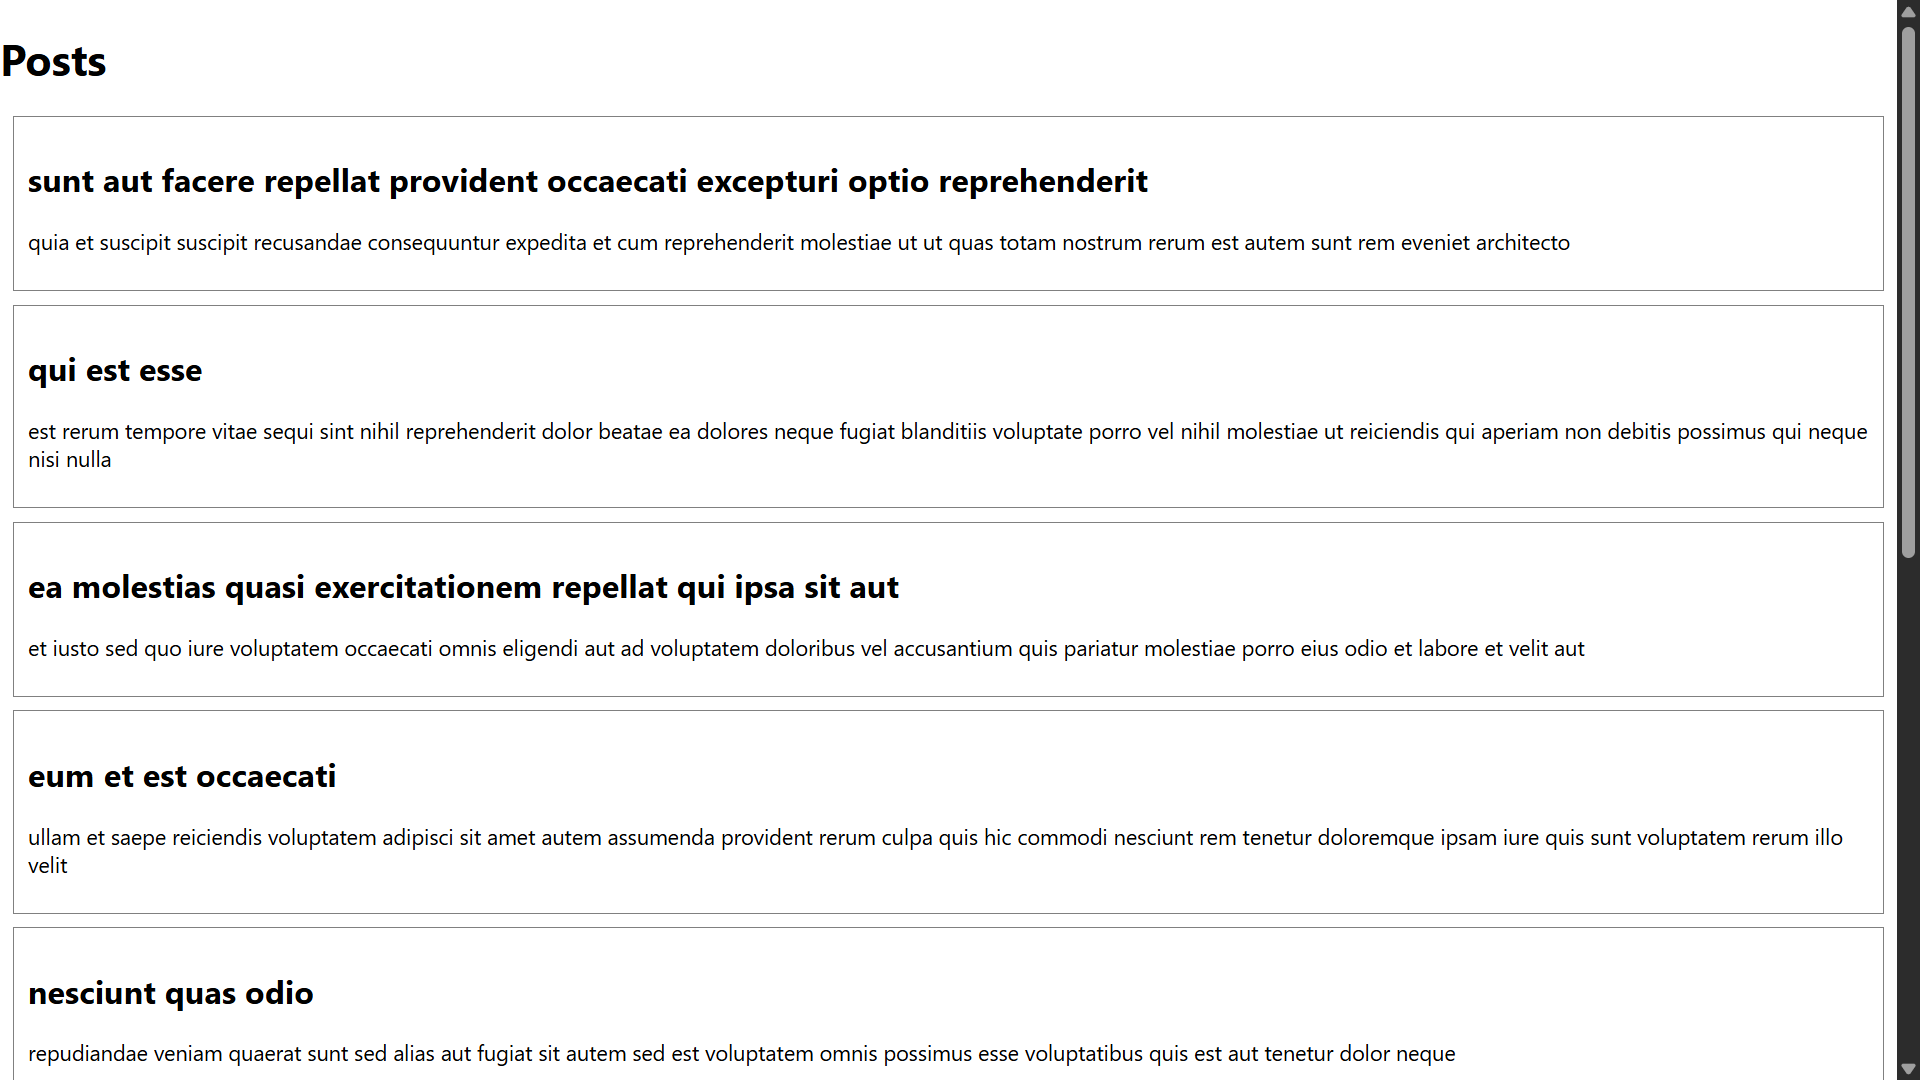 Posts
sunt aut facere repellat provident occaecati excepturi optio reprehenderit
quia et suscipit suscipit recusandae consequuntur expedita et cum reprehenderit molestiae ut ut quas totam nostrum rerum est autem sunt rem eveniet architecto
qui est esse
est rerum tempore vitae sequi sint nihil reprehenderit dolor beatae ea dolores neque fugiat blanditiis voluptate porro vel nihil molestiae ut reiciendis qui aperiam non debitis possimus qui neque
nisi nulla
ea molestias quasi exercitationem repellat qui ipsa sit aut
et iusto sed quo iure voluptatem occaecati omnis eligendi aut ad voluptatem doloribus vel accusantium quis pariatur molestiae porro eius odio et labore et velit aut
eum et est occaecati
ullam et saepe reiciendis voluptatem adipisci sit amet autem assumenda provident rerum culpa quis hic commodi nesciunt rem tenetur doloremque ipsam iure quis sunt voluptatem rerum illo
velit
nesciunt quas odio
repudiandae veniam quaerat sunt sed alias aut fugiat sit autem sed est voluptatem omnis possimus esse voluptatibus quis est aut tenetur dolor neque